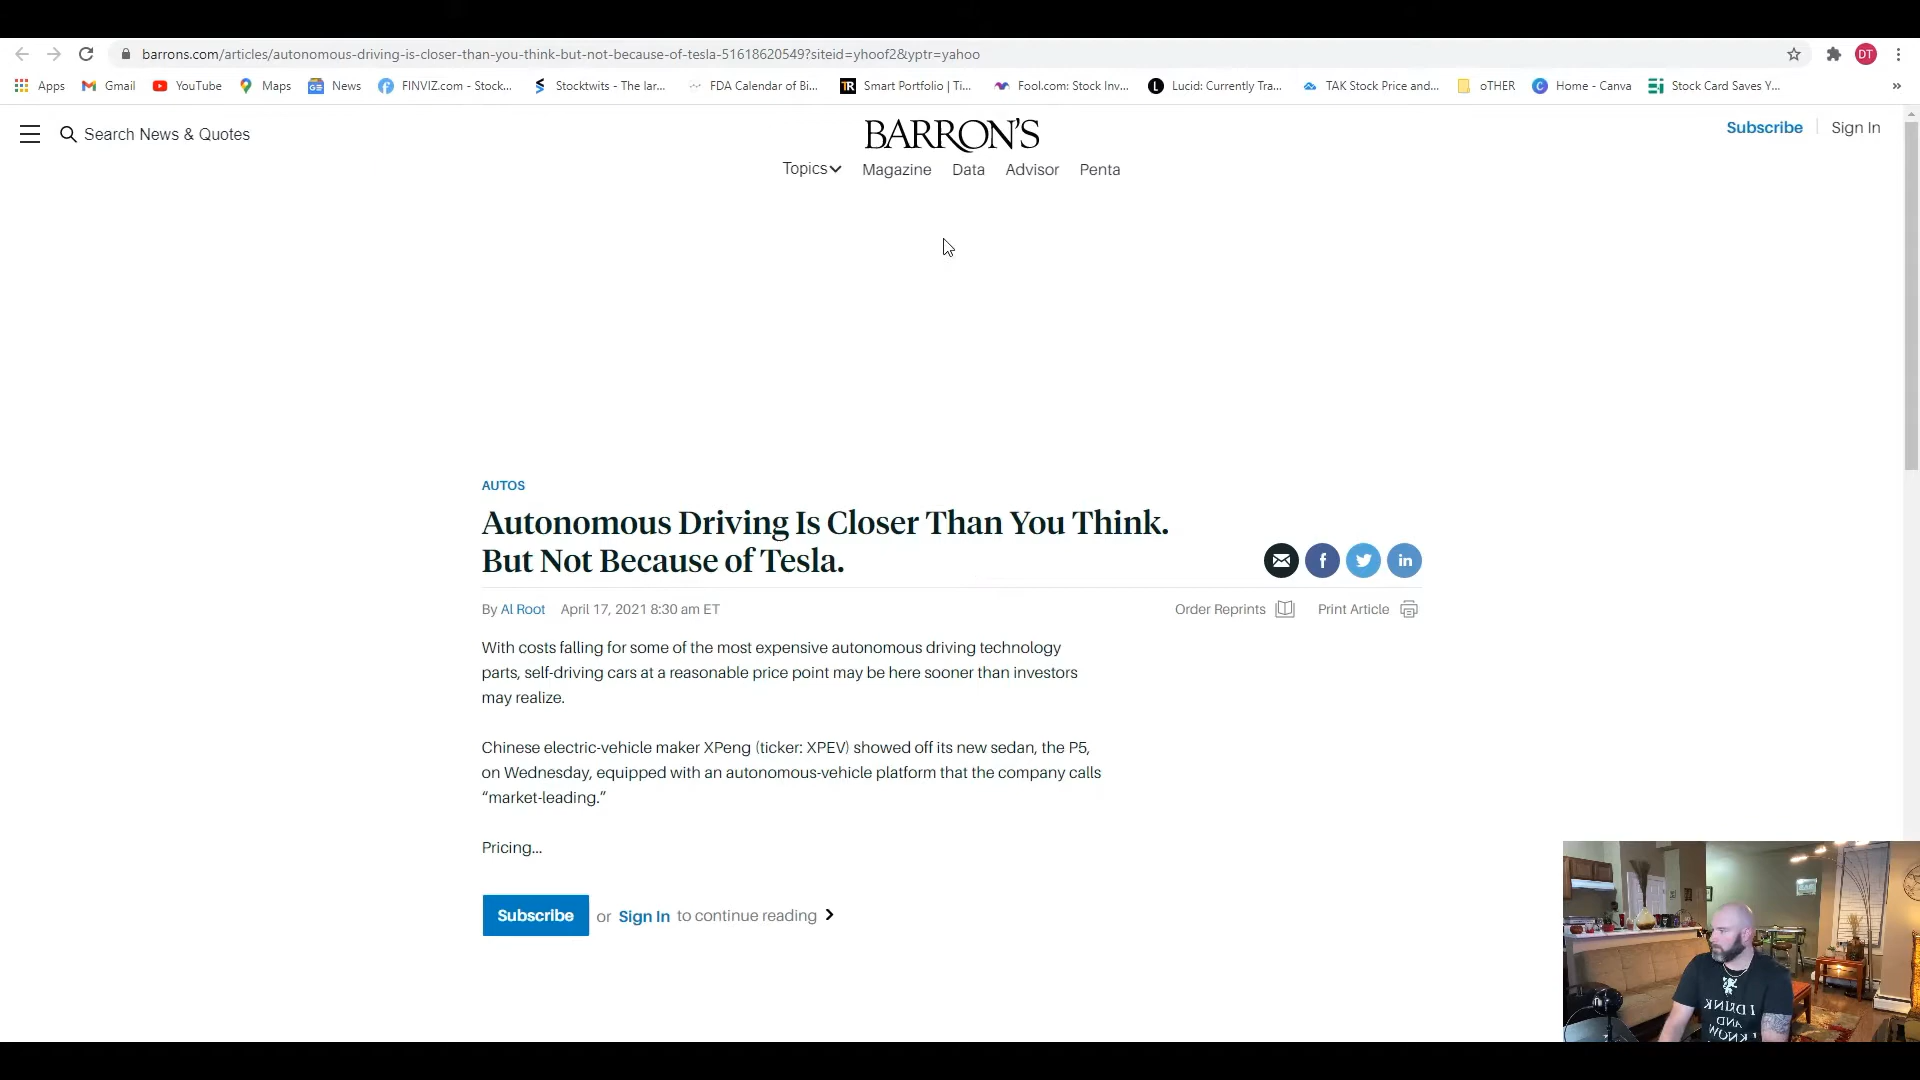 barrons.com/articles/autonomous-driving-is-closer-than-you-think-but-not-because-of-tesla-51618620549?siteid=yhoof2&yptr=yahoo
DT
Apps Gmail YouTube Maps News FINVIZ.com - Stock... Stocktwits - The lar... FDA Calendar of Bi... Smart Portfolio | Ti... Fool.com: Stock Inv... Lucid: Currently Tra... TAK Stock Price and... oTHER Home - Canva Stock Card Saves Y... »
Search News & Quotes
BARRON'S
Subscribe Sign In
Topics Magazine Data Advisor Penta
AUTOS
Autonomous Driving Is Closer Than You Think.
But Not Because of Tesla.
By Al Root April 17, 2021 8:30 am ET
Order Reprints Print Article
With costs falling for some of the most expensive autonomous driving technology
parts, self-driving cars at a reasonable price point may be here sooner than investors
may realize.
Chinese electric-vehicle maker XPeng (ticker: XPEV) showed off its new sedan, the P5,
on Wednesday, equipped with an autonomous-vehicle platform that the company calls
“market-leading.”
Pricing...
Subscribe or Sign In to continue reading
I DRINK
AND
I KNOW